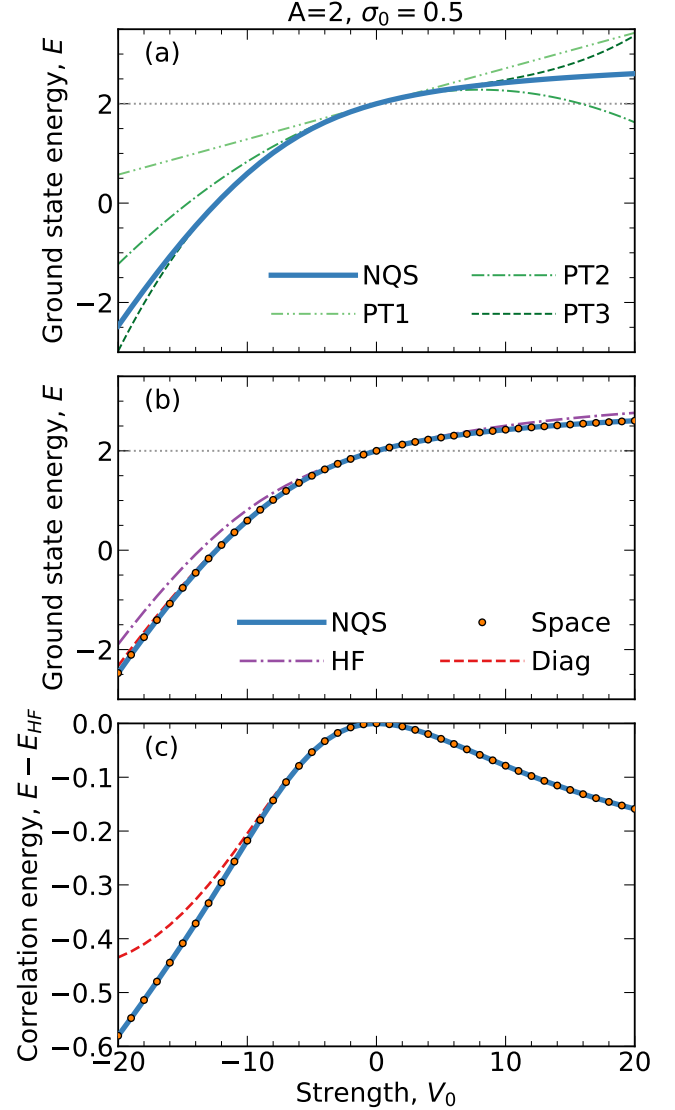 A=2, σ₀ = 0.5
(a)
Ground state energy, E
2
0
−2
NQS
PT1
PT2
PT3
(b)
Ground state energy, E
2
0
−2
NQS
HF
Space
Diag
(c)
Correlation energy, E − E_HF
0.0
−0.1
−0.2
−0.3
−0.4
−0.5
−0.6
−20
−10
0
10
20
Strength, V₀